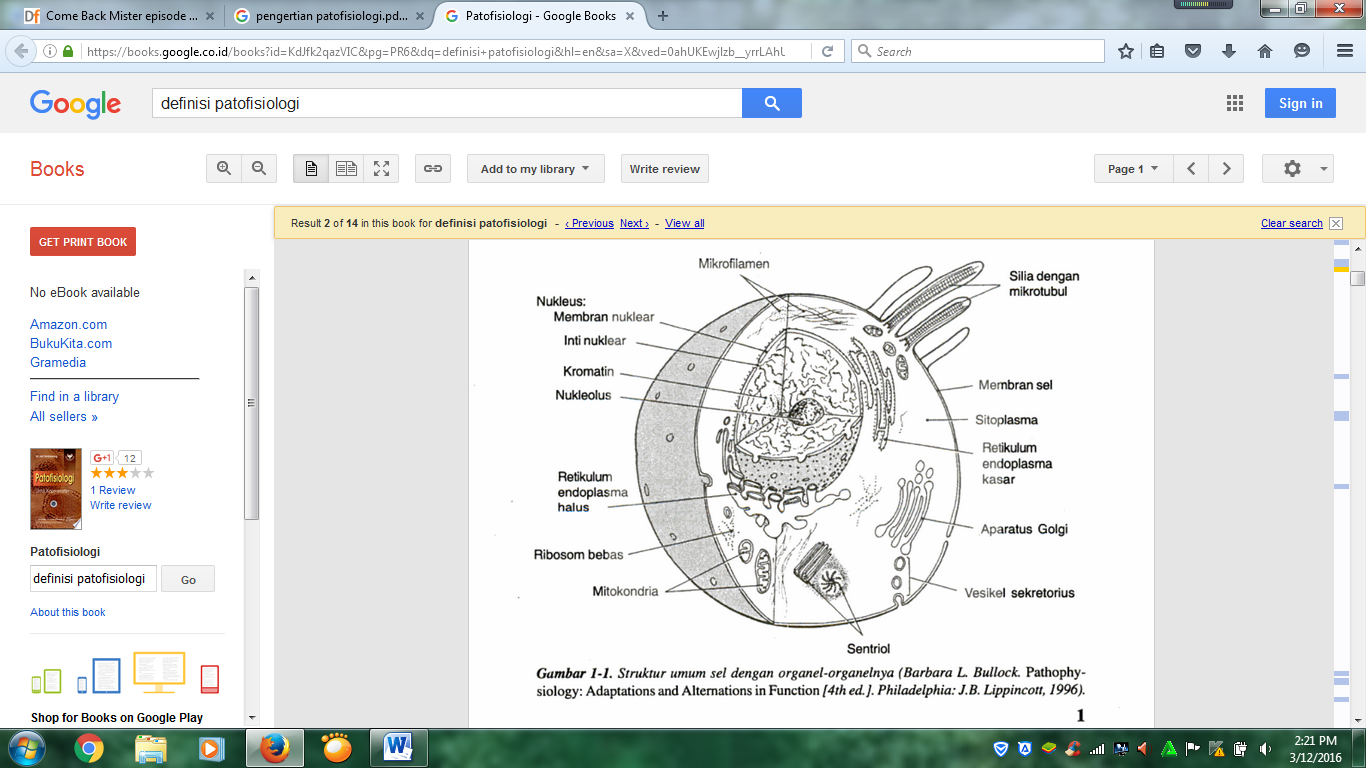 Come Back Mister episode ...
pengertian patofisiologi.pd...
Patofisiologi - Google Books
https://books.google.co.id/books?id=KdJfk2qazVIC&pg=PR6&dq=definisi+patofisiologi&hl=en&sa=X&ved=0ahUKEwjlzb__yrrLAhU
Search
Google
definisi patofisiologi
Sign in
Books
Add to my library
Write review
Page 1
Result 2 of 14 in this book for definisi patofisiologi - ‹ Previous Next › - View all
Clear search
GET PRINT BOOK
No eBook available
Amazon.com
BukuKita.com
Gramedia
Find in a library
All sellers »
Patofisiologi
G+1 12
1 Review
Write review
Patofisiologi
definisi patofisiologi
Go
About this book
Shop for Books on Google Play
Mikrofilamen
Silia dengan
mikrotubul
Nukleus:
Membran nuklear
Inti nuklear
Kromatin
Nukleolus
Membran sel
Sitoplasma
Retikulum
endoplasma
kasar
Retikulum
endoplasma
halus
Aparatus Golgi
Ribosom bebas
Mitokondria
Vesikel sekretorius
Sentriol
Gambar 1-1. Struktur umum sel dengan organel-organelnya (Barbara L. Bullock. Pathophy-
siology: Adaptations and Alternations in Function [4th ed.]. Philadelphia: J.B. Lippincott, 1996).
1
2:21 PM
3/12/2016